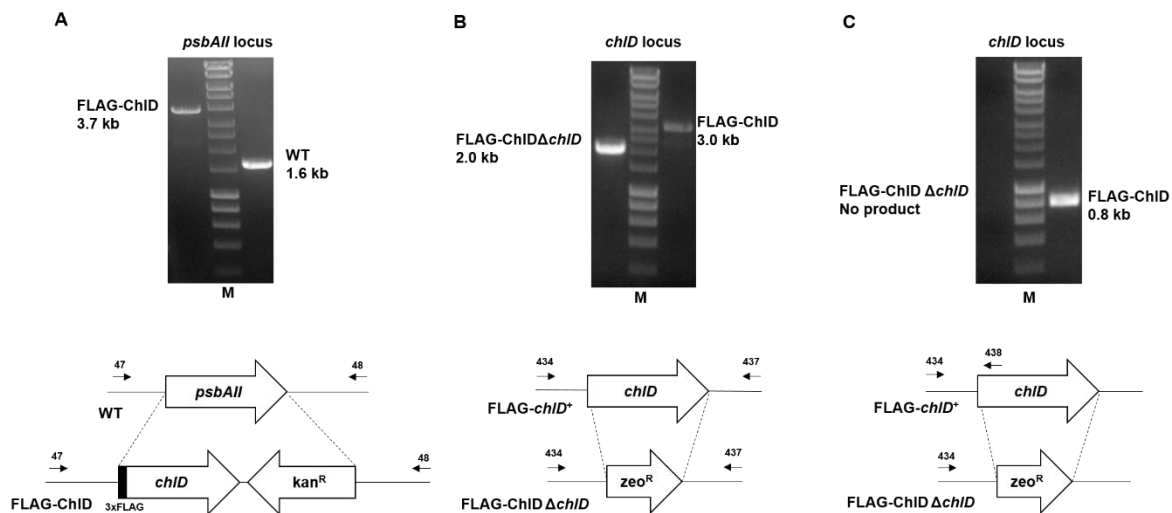 A
psbAII locus
FLAG-ChlD
3.7 kb
WT
1.6 kb
M
47
48
psbAII
WT
47
48
chlD
kanR
3xFLAG
FLAG-ChlD
B
chlD locus
FLAG-ChlDΔchlD
2.0 kb
FLAG-ChlD
3.0 kb
M
434
437
chlD
FLAG-chlD+
434
437
zeoR
FLAG-ChlD ΔchlD
C
chlD locus
FLAG-ChlD ΔchlD
No product
FLAG-ChlD
0.8 kb
M
434
438
chlD
FLAG-chlD+
434
zeoR
FLAG-ChlD ΔchlD